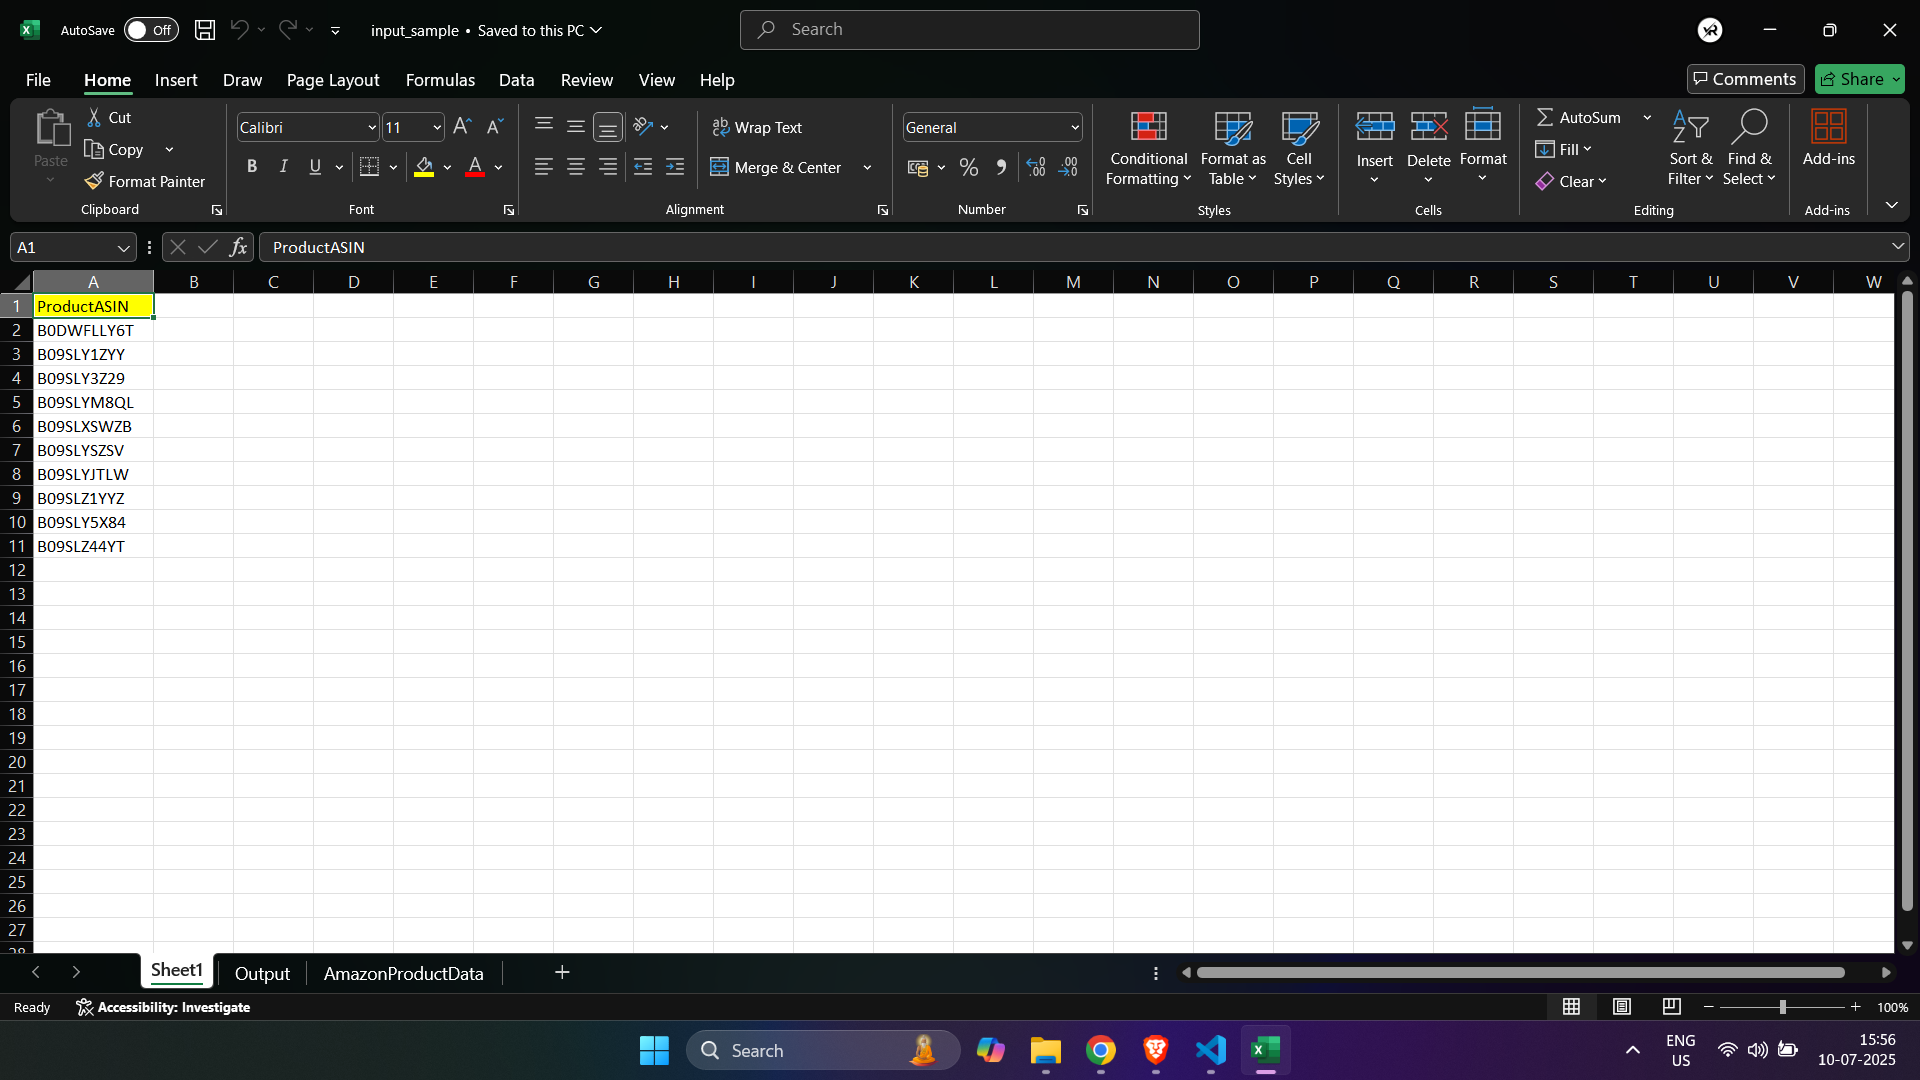 AutoSave Off input_sample • Saved to this PC Search
File Home Insert Draw Page Layout Formulas Data Review View Help Comments Share
Paste Cut Copy Format Painter Clipboard
Calibri 11 B I U A Font
ab Wrap Text Merge & Center Alignment
General % Number
Conditional Formatting Format as Table Cell Styles Styles
Insert Delete Format Cells
AutoSum Fill Clear Sort & Filter Find & Select Editing
Add-ins Add-ins
A1 fx ProductASIN
A B C D E F G H I J K L M N O P Q R S T U V W
1 ProductASIN
2 B0DWFLLY6T
3 B09SLY1ZYY
4 B09SLY3Z29
5 B09SLYM8QL
6 B09SLXSWZB
7 B09SLYSZSV
8 B09SLYJTLW
9 B09SLZ1YYZ
10 B09SLY5X84
11 B09SLZ44YT
12
13
14
15
16
17
18
19
20
21
22
23
24
25
26
27
28
Sheet1 Output AmazonProductData
Ready Accessibility: Investigate 100%
Search ENG 15:56
US 10-07-2025